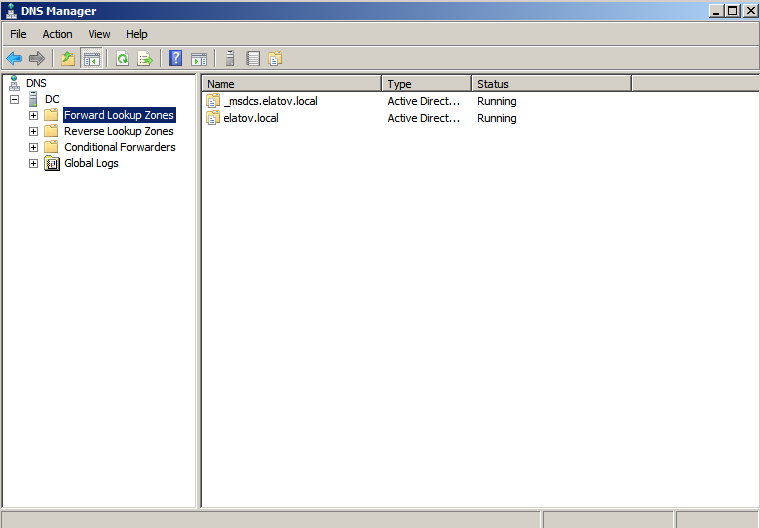 DNS Manager
File Action View Help
DNS
DC
Forward Lookup Zones
Reverse Lookup Zones
Conditional Forwarders
Global Logs
Name Type Status
_msdcs.elatov.local Active Direct... Running
elatov.local Active Direct... Running